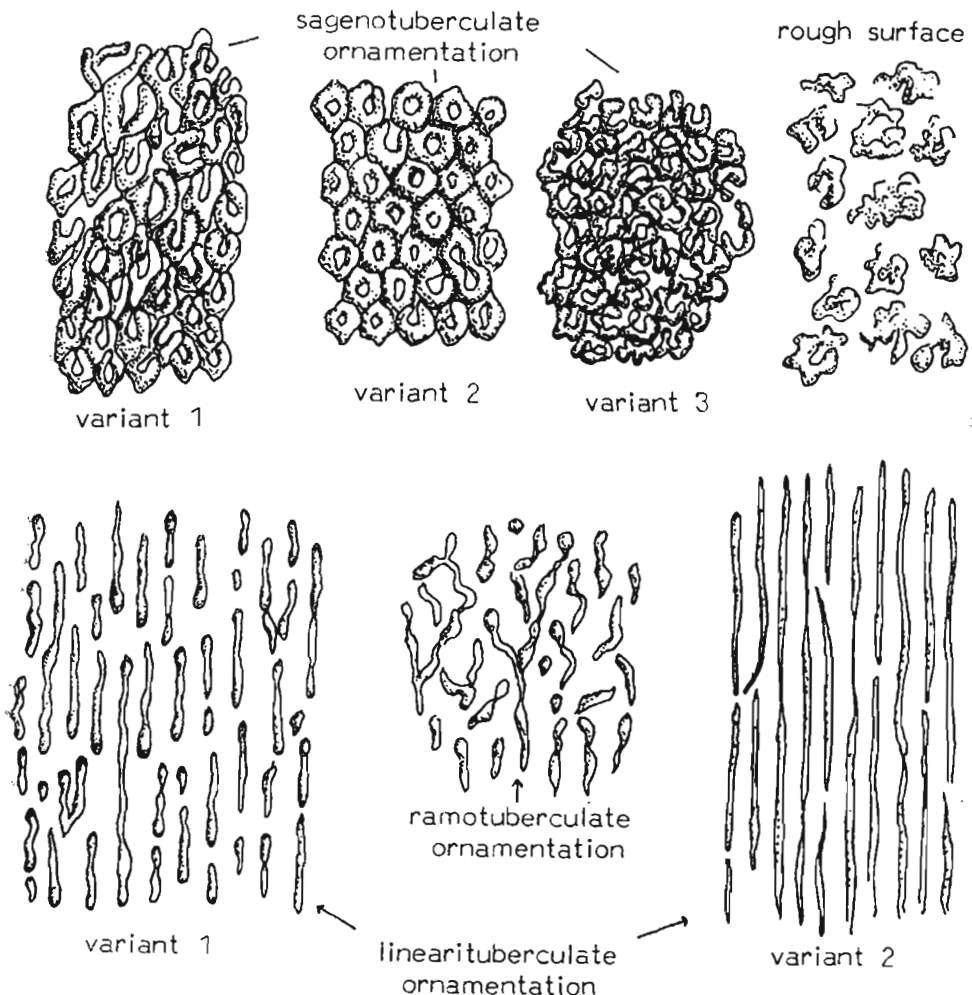 sagenotuberculate
ornamentation
rough surface
variant 1
variant 2
variant 3
ramotuberculate
ornamentation
variant 1
linearituberculate
ornamentation
variant 2